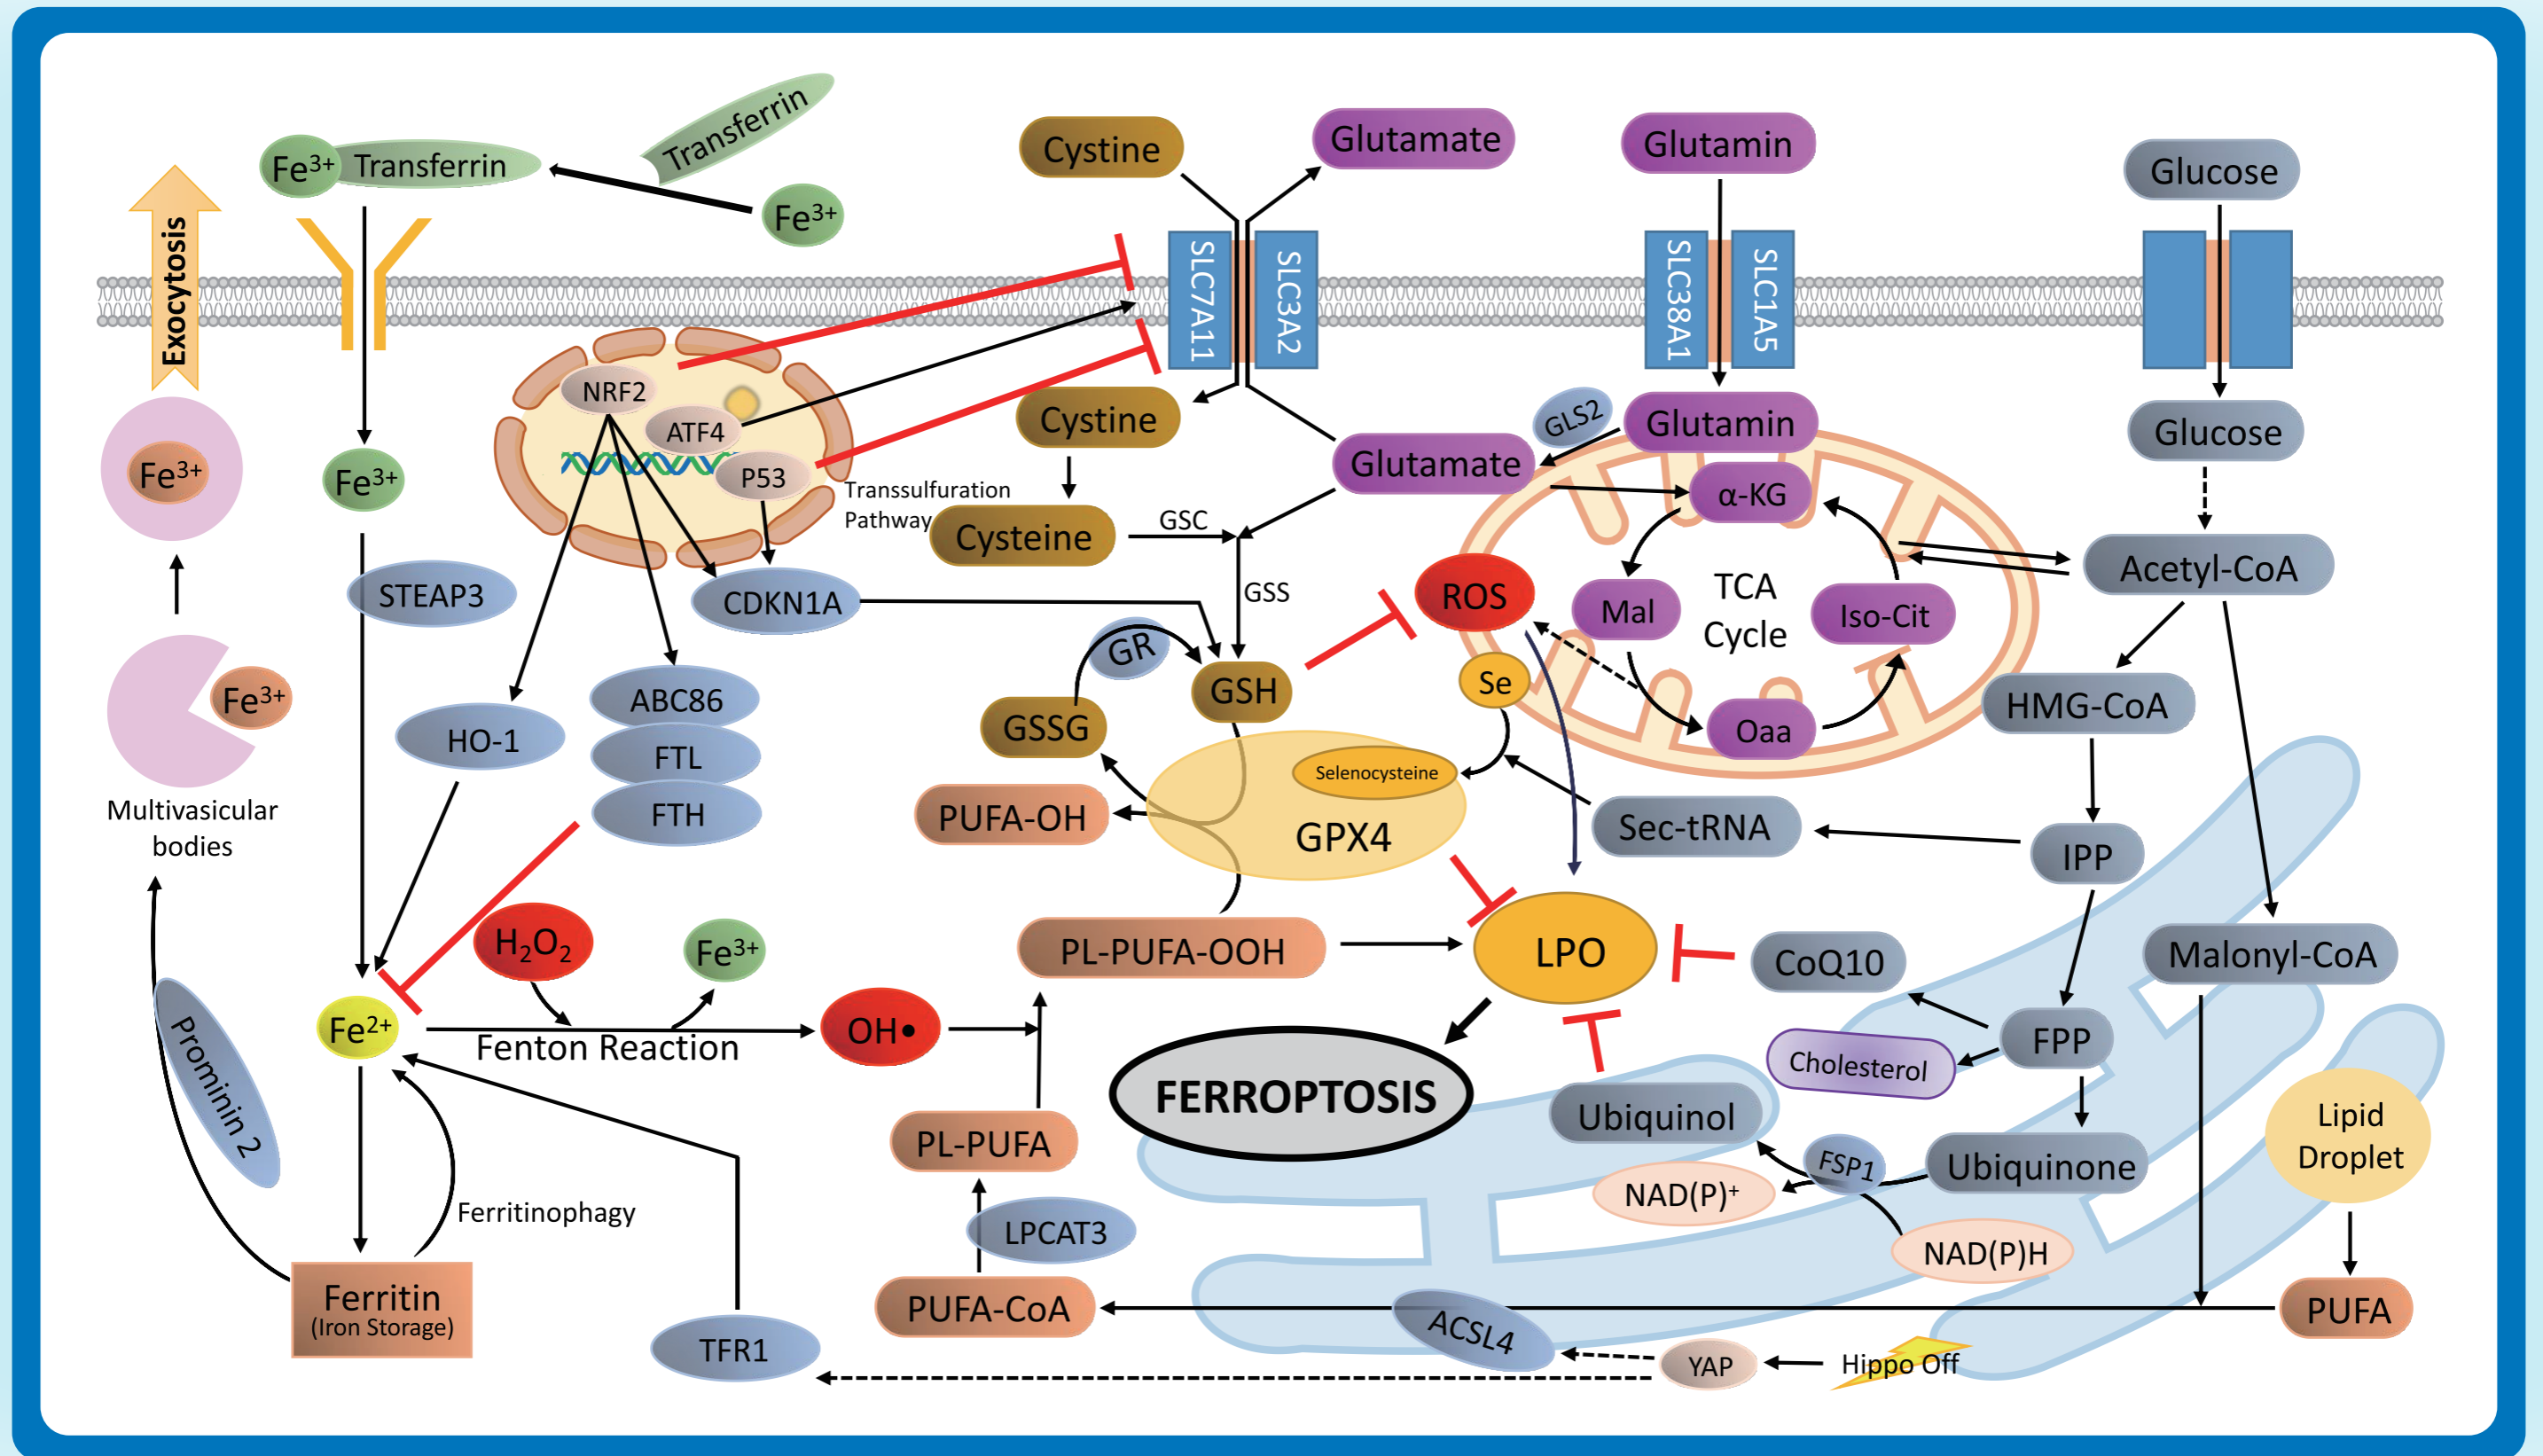 Transferrin
Fe³⁺
Transferrin
Fe³⁺
Cystine
Glutamate
Glutamin
Glucose
Exocytosis
SLC7A11
SLC3A2
SLC38A1
SLC1A5
NRF2
ATF4
P53
Cystine
Glutamate
GLS2
Glutamin
Glucose
Fe³⁺
Fe³⁺
Transsulfuration
Pathway
Cysteine
GSC
GSS
α-KG
Acetyl-CoA
STEAP3
CDKN1A
ROS
Mal
TCA
Cycle
Iso-Cit
Fe³⁺
GR
GSH
Se
HMG-CoA
ABC86
FTL
FTH
HO-1
GSSG
Oaa
Selenocysteine
GPX4
PUFA-OH
Sec-tRNA
IPP
Multivasicular
bodies
H₂O₂
Fe³⁺
PL-PUFA-OOH
LPO
CoQ10
Malonyl-CoA
Fe²⁺
Fenton Reaction
OH•
FPP
Cholesterol
Prominin 2
FERROPTOSIS
PL-PUFA
Ubiquinol
FSP1
Ubiquinone
Lipid
Droplet
NAD(P)⁺
NAD(P)H
Ferritinophagy
LPCAT3
Ferritin
(Iron Storage)
PUFA-CoA
ACSL4
PUFA
TFR1
YAP
Hippo Off